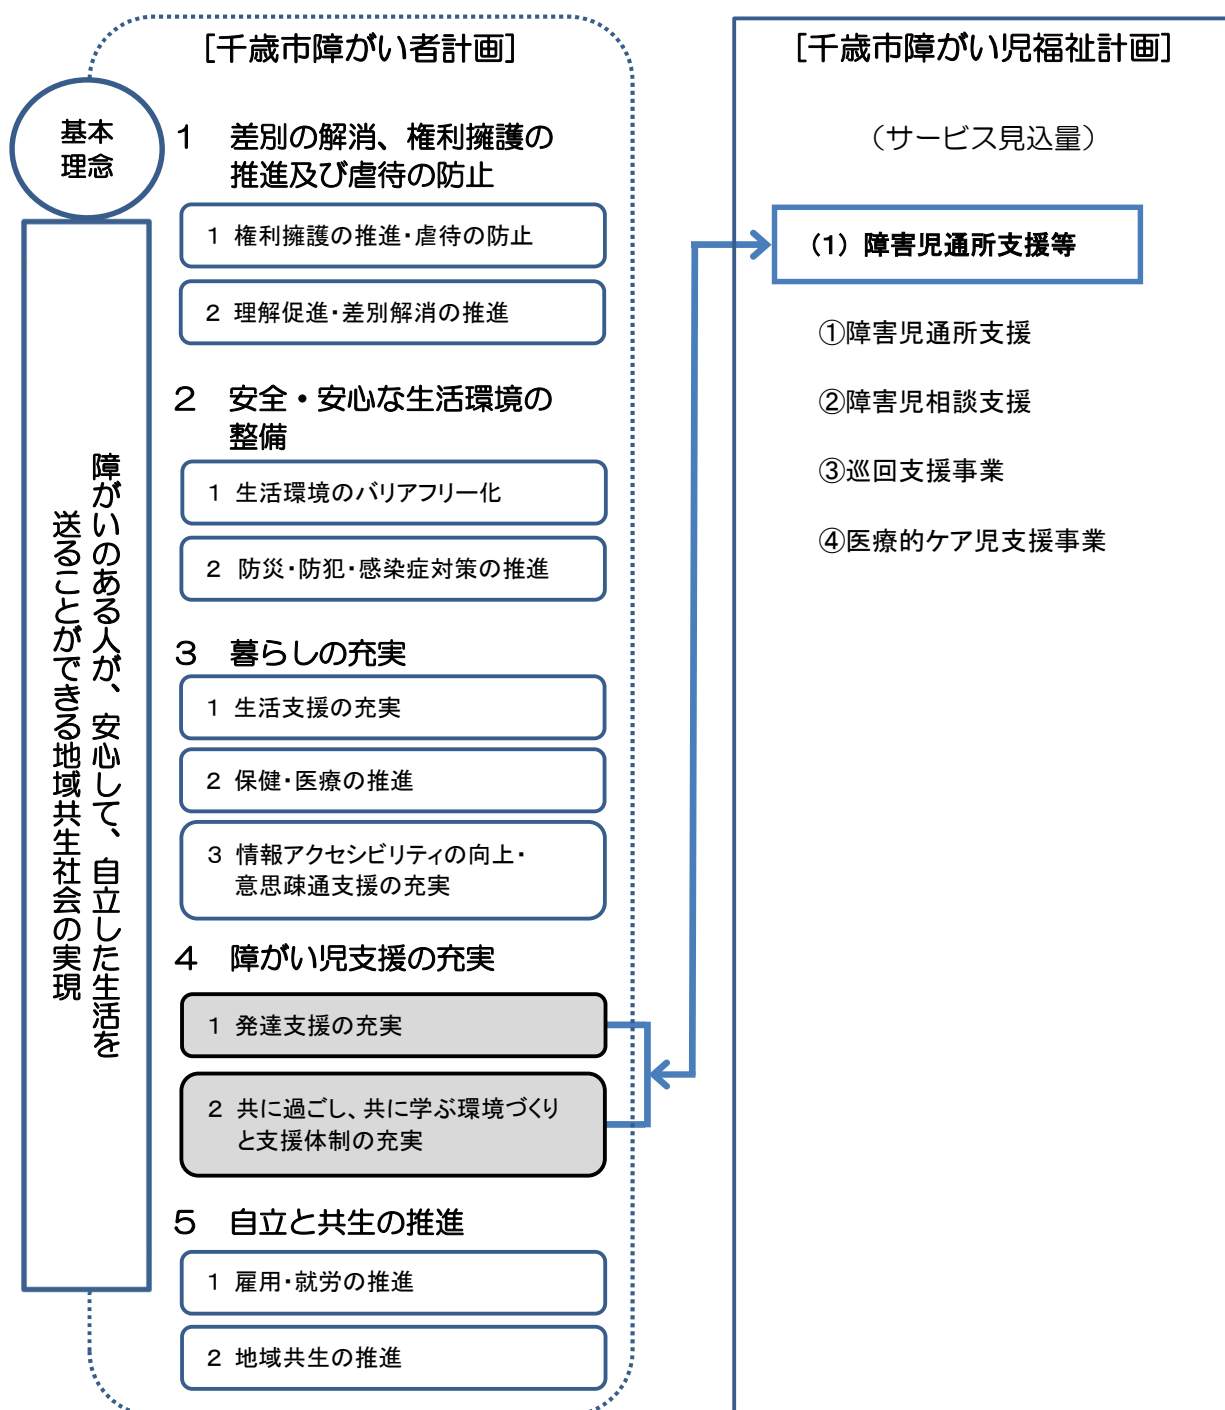 [千歳市障がい者計画]
基本
理念
障がいのある人が、安心して、自立した生活を
送ることができる地域共生社会の実現
１　差別の解消、権利擁護の
推進及び虐待の防止
１ 権利擁護の推進・虐待の防止
２ 理解促進・差別解消の推進
２　安全・安心な生活環境の
整備
１ 生活環境のバリアフリー化
２ 防災・防犯・感染症対策の推進
３　暮らしの充実
１ 生活支援の充実
２ 保健・医療の推進
３ 情報アクセシビリティの向上・
意思疎通支援の充実
４　障がい児支援の充実
１ 発達支援の充実
２ 共に過ごし、共に学ぶ環境づくり
と支援体制の充実
５　自立と共生の推進
１ 雇用・就労の推進
２ 地域共生の推進
[千歳市障がい児福祉計画]
（サービス見込量）
（1）障害児通所支援等
①障害児通所支援
②障害児相談支援
③巡回支援事業
④医療的ケア児支援事業